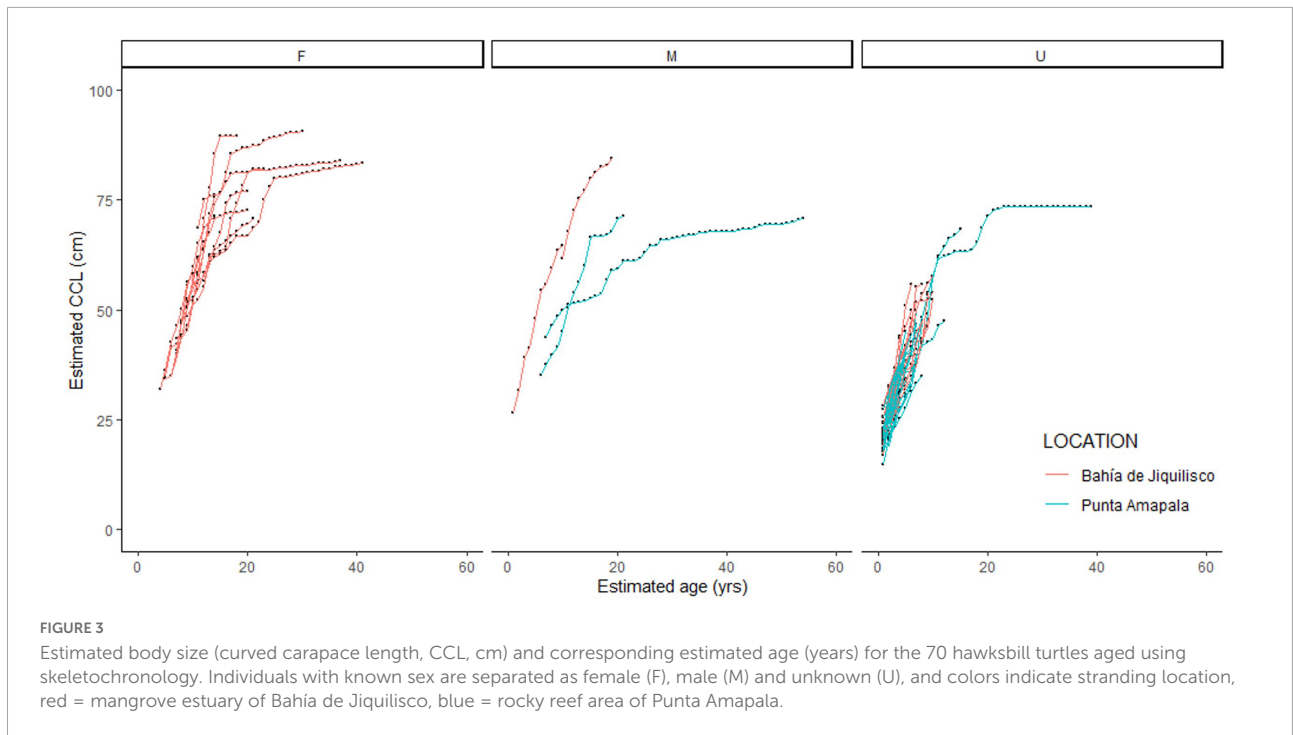 F M U
100
75
50
25
0
Estimated CCL (cm)
0 20 40 60 0 20 40 60 0 20 40 60
Estimated age (yrs)
LOCATION
Bahía de Jiquilisco
Punta Amapala
FIGURE 3
Estimated body size (curved carapace length, CCL, cm) and corresponding estimated age (years) for the 70 hawksbill turtles aged using
skeletochronology. Individuals with known sex are separated as female (F), male (M) and unknown (U), and colors indicate stranding location,
red = mangrove estuary of Bahía de Jiquilisco, blue = rocky reef area of Punta Amapala.